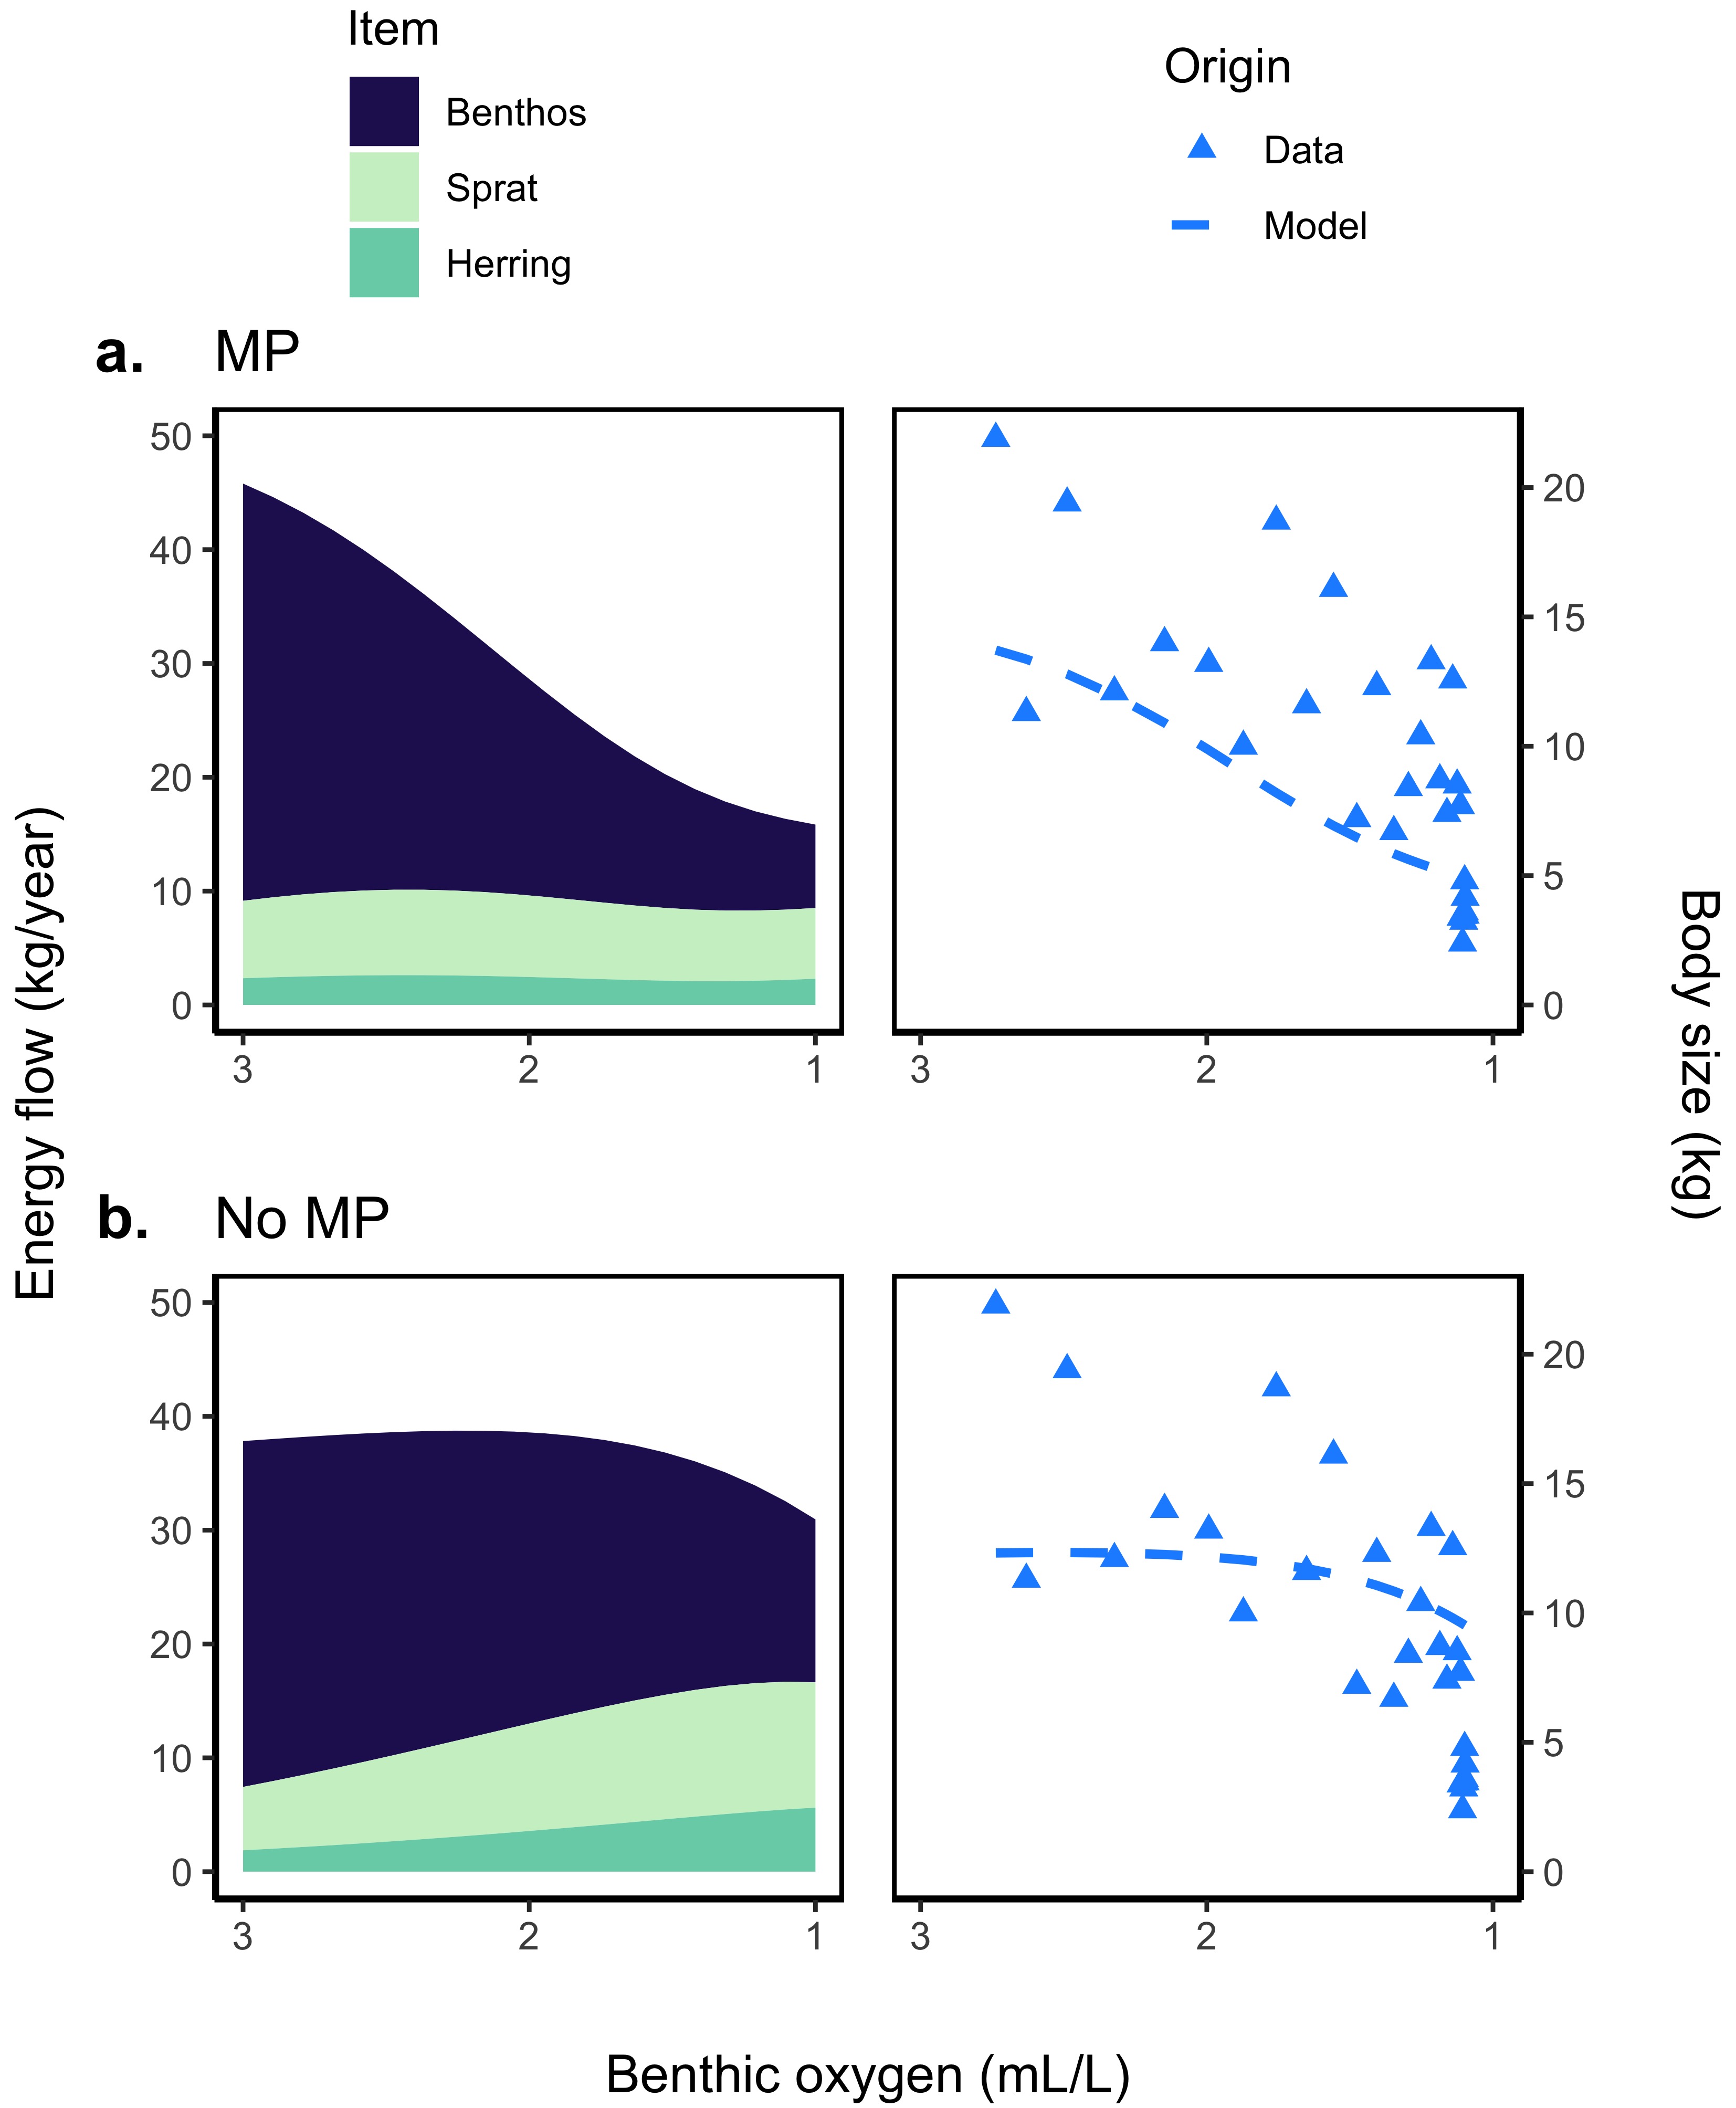 Item
Benthos
Sprat
Herring
Origin
Data
Model
a. MP
50
40
30
20
10
0
3 2 1
20
15
10
5
0
3 2 1
b. No MP
50
40
30
20
10
0
3 2 1
20
15
10
5
0
3 2 1
Energy flow (kg/year)
Body size (kg)
Benthic oxygen (mL/L)